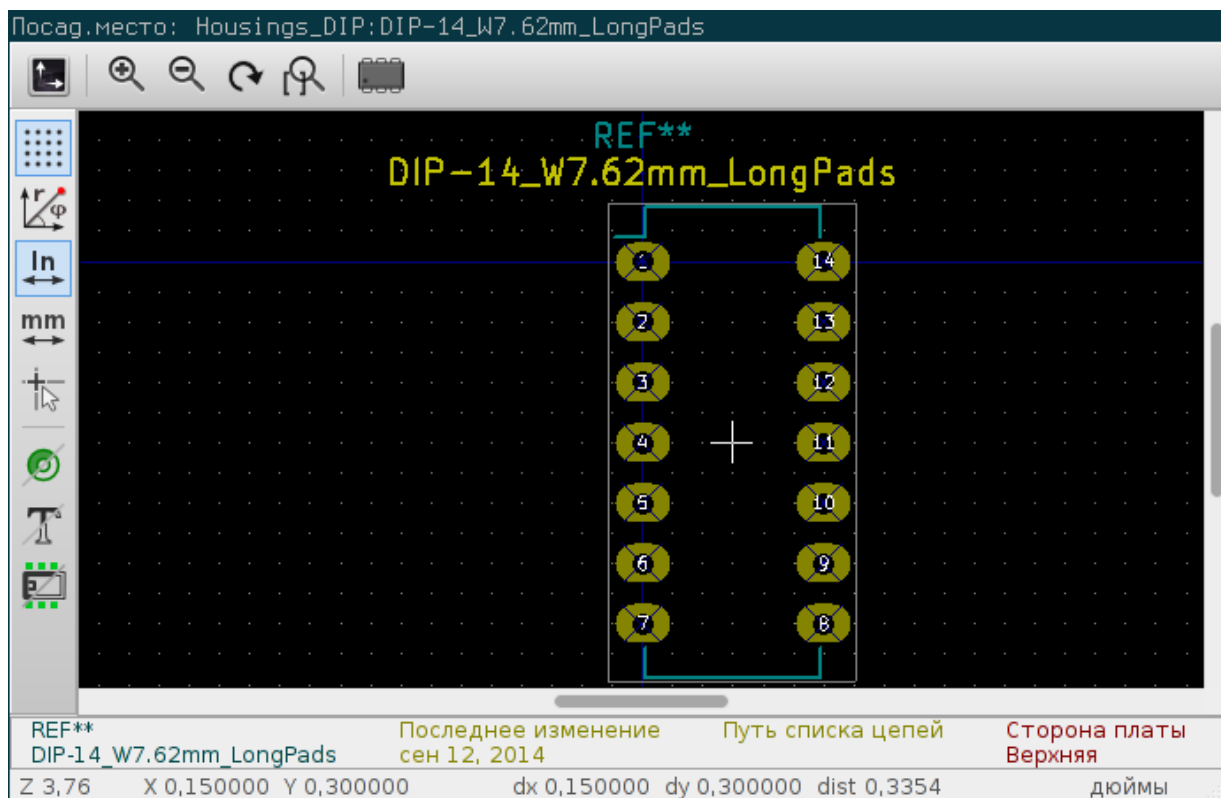 Посад.место: Housings_DIP:DIP-14_W7.62mm_LongPads
r
φ
In
mm
REF**
DIP-14_W7.62mm_LongPads
1 14
2 13
3 12
4 11
5 10
6 9
7 8
REF** Последнее изменение Путь списка цепей Сторона платы
DIP-14_W7.62mm_LongPads сен 12, 2014 Верхняя
Z 3,76 X 0,150000 Y 0,300000 dx 0,150000 dy 0,300000 dist 0,3354 дюймы